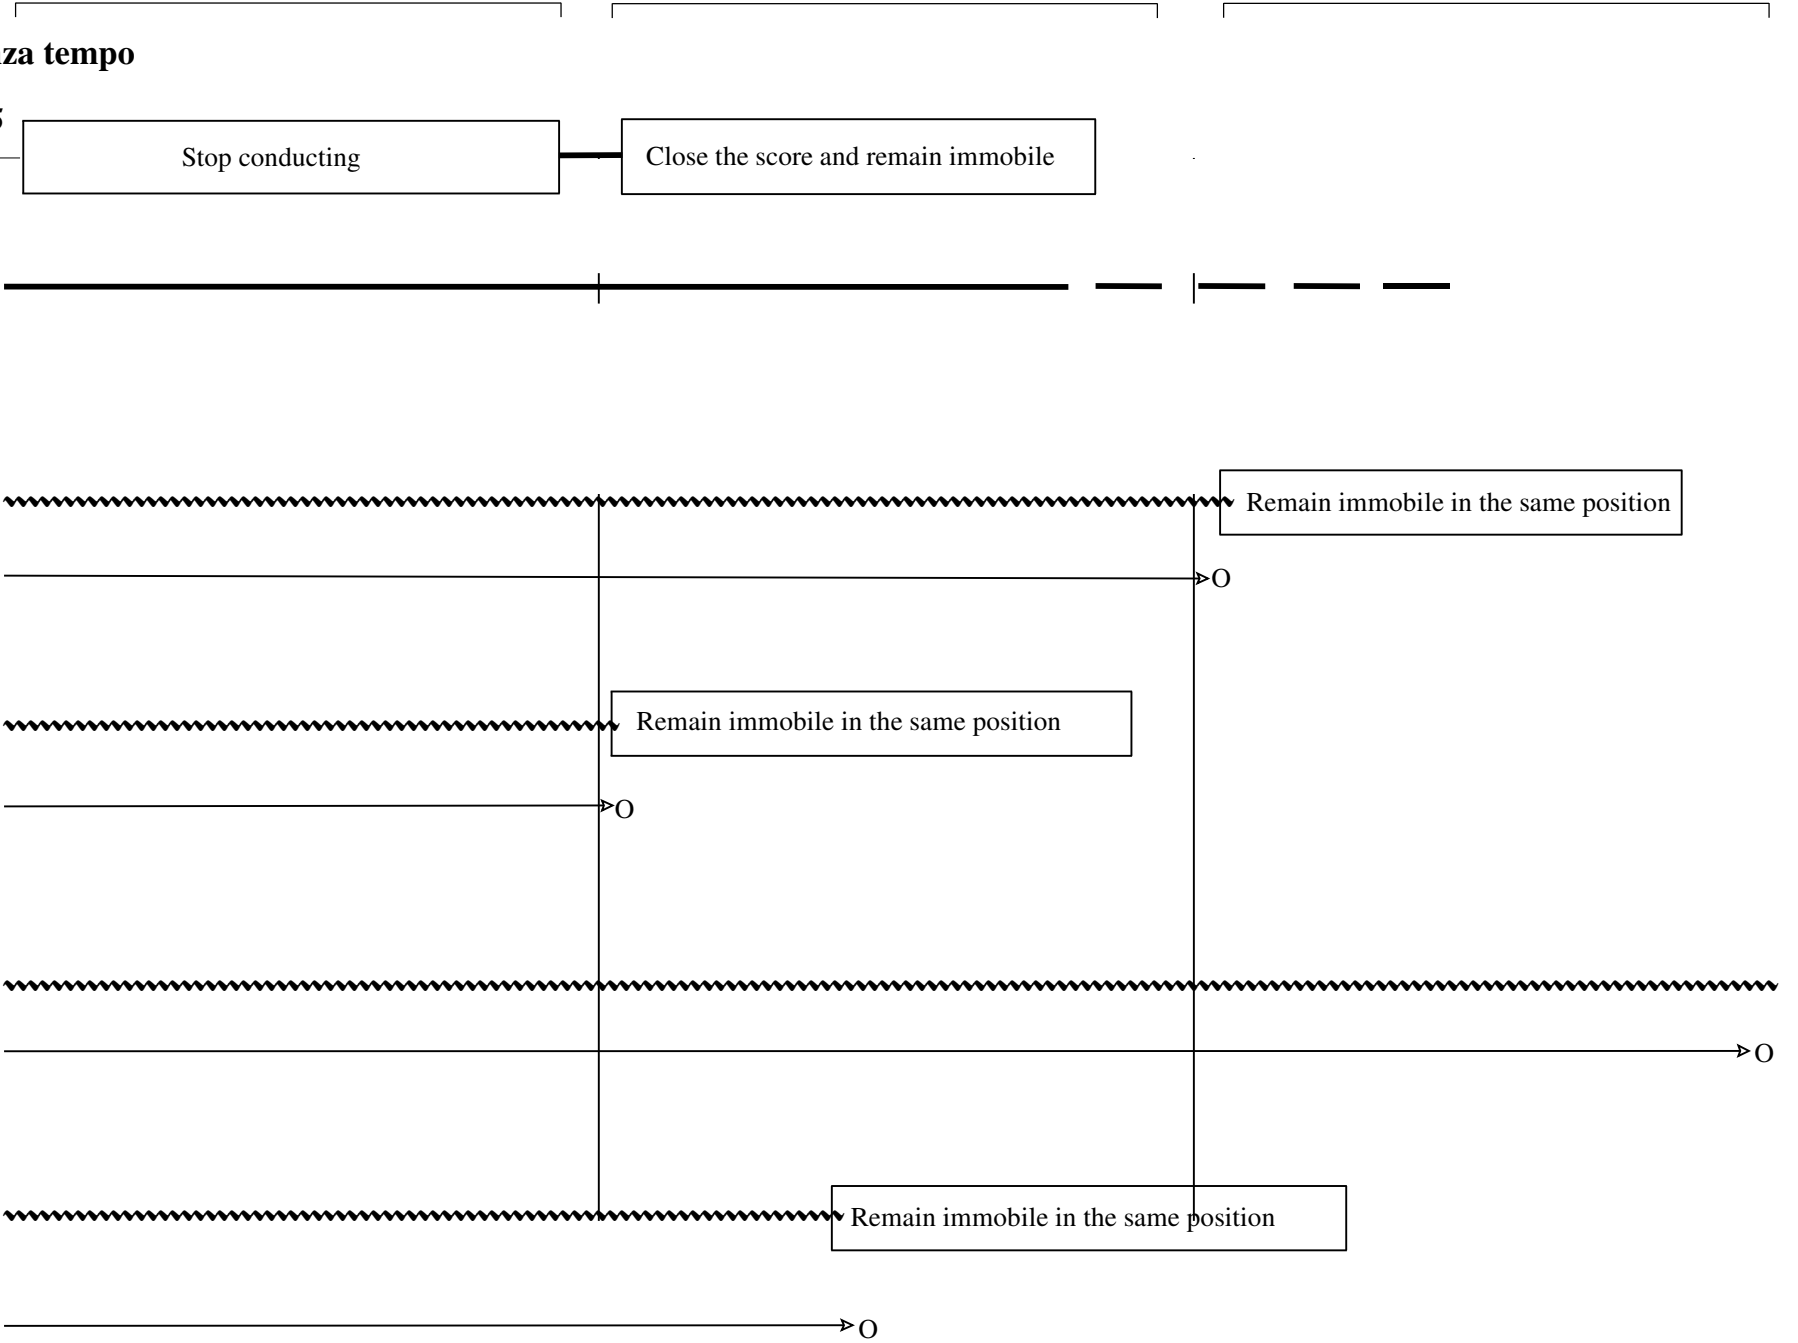 tempo
Stop conducting
Close the score and remain immobile
Remain immobile in the same position
O
Remain immobile in the same position
O
O
Remain immobile in the same position
O